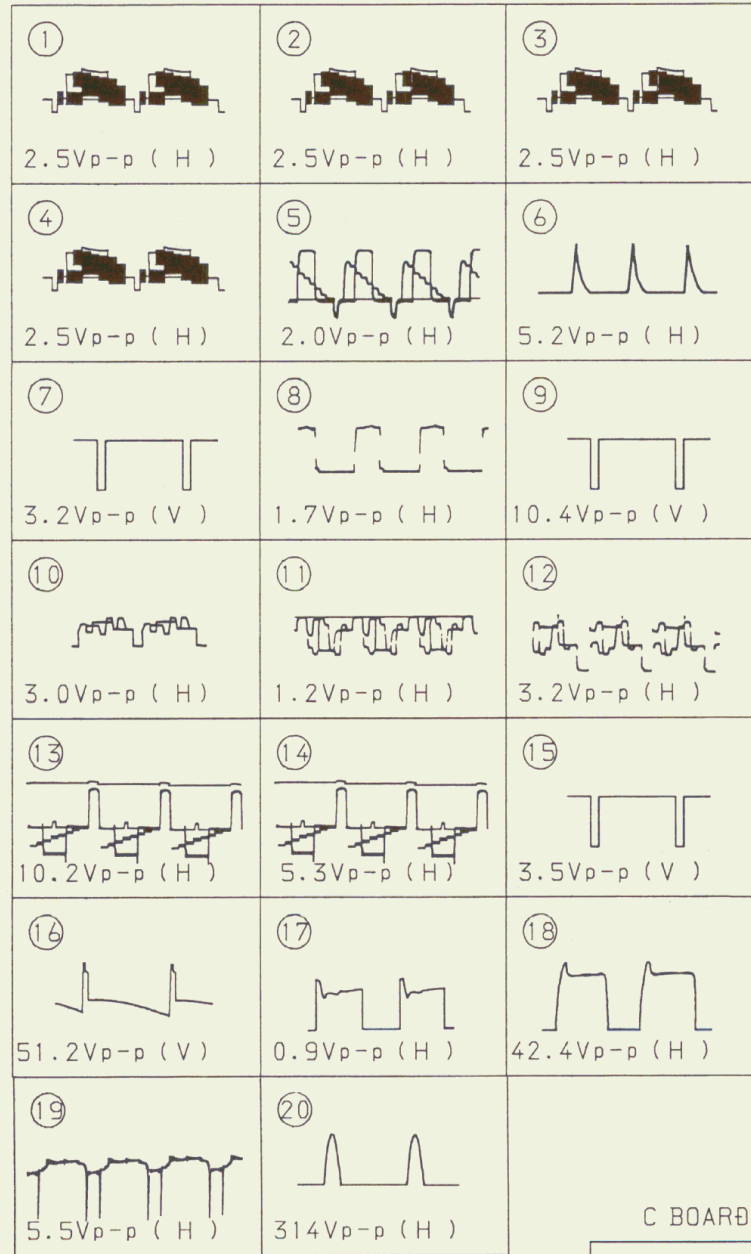 ① ② ③
2.5Vp-p ( H ) 2.5Vp-p ( H ) 2.5Vp-p ( H )
④ ⑤ ⑥
2.5Vp-p ( H ) 2.0Vp-p ( H ) 5.2Vp-p ( H )
⑦ ⑧ ⑨
3.2Vp-p ( V ) 1.7Vp-p ( H ) 10.4Vp-p ( V )
⑩ ⑪ ⑫
3.0Vp-p ( H ) 1.2Vp-p ( H ) 3.2Vp-p ( H )
⑬ ⑭ ⑮
10.2Vp-p ( H ) 5.3Vp-p ( H ) 3.5Vp-p ( V )
⑯ ⑰ ⑱
51.2Vp-p ( V ) 0.9Vp-p ( H ) 42.4Vp-p ( H )
⑲ ⑳
5.5Vp-p ( H ) 314Vp-p ( H )
C BOARD